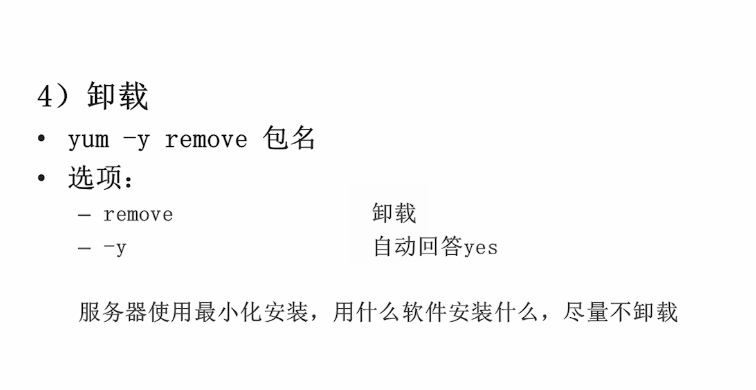 4）卸载
• yum -y remove 包名
• 选项：
– remove 卸载
– -y 自动回答yes
服务器使用最小化安装，用什么软件安装什么，尽量不卸载